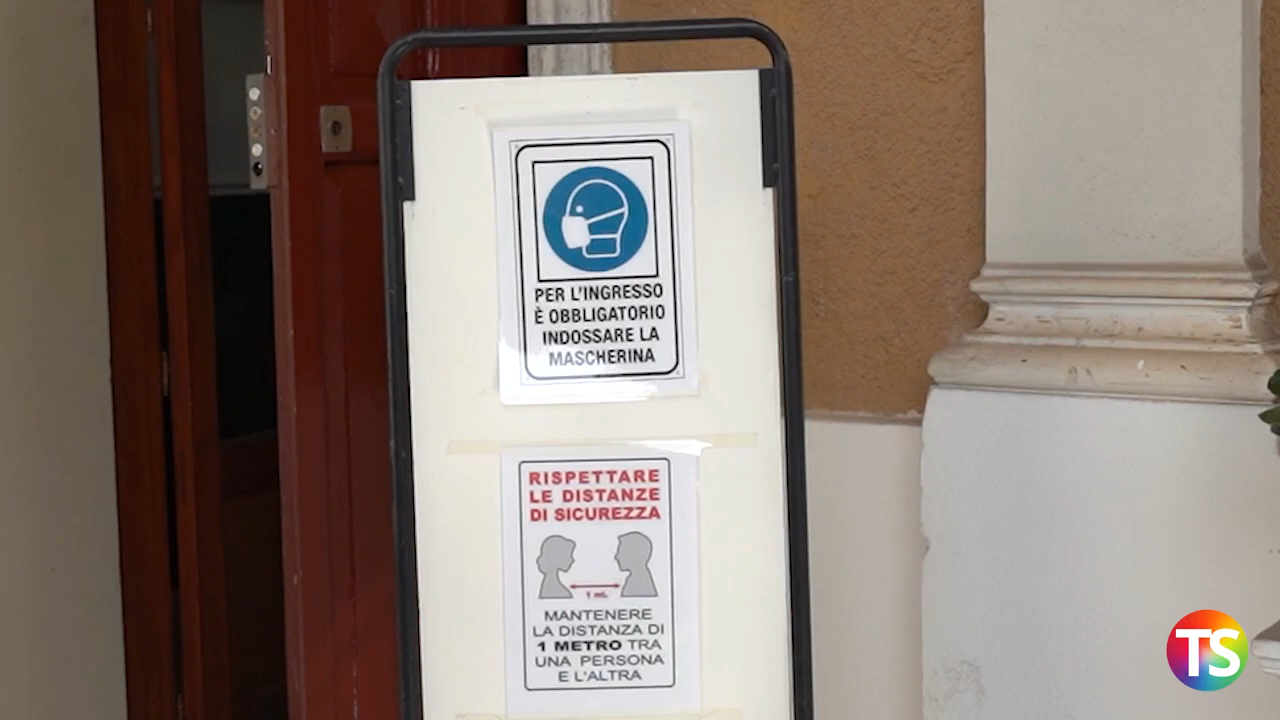 PER L'INGRESSO
È OBBLIGATORIO
INDOSSARE LA
MASCHERINA
RISPETTARE
LE DISTANZE
DI SICUREZZA
1 mt.
MANTENERE
LA DISTANZA DI
1 METRO TRA
UNA PERSONA
E L'ALTRA
TS